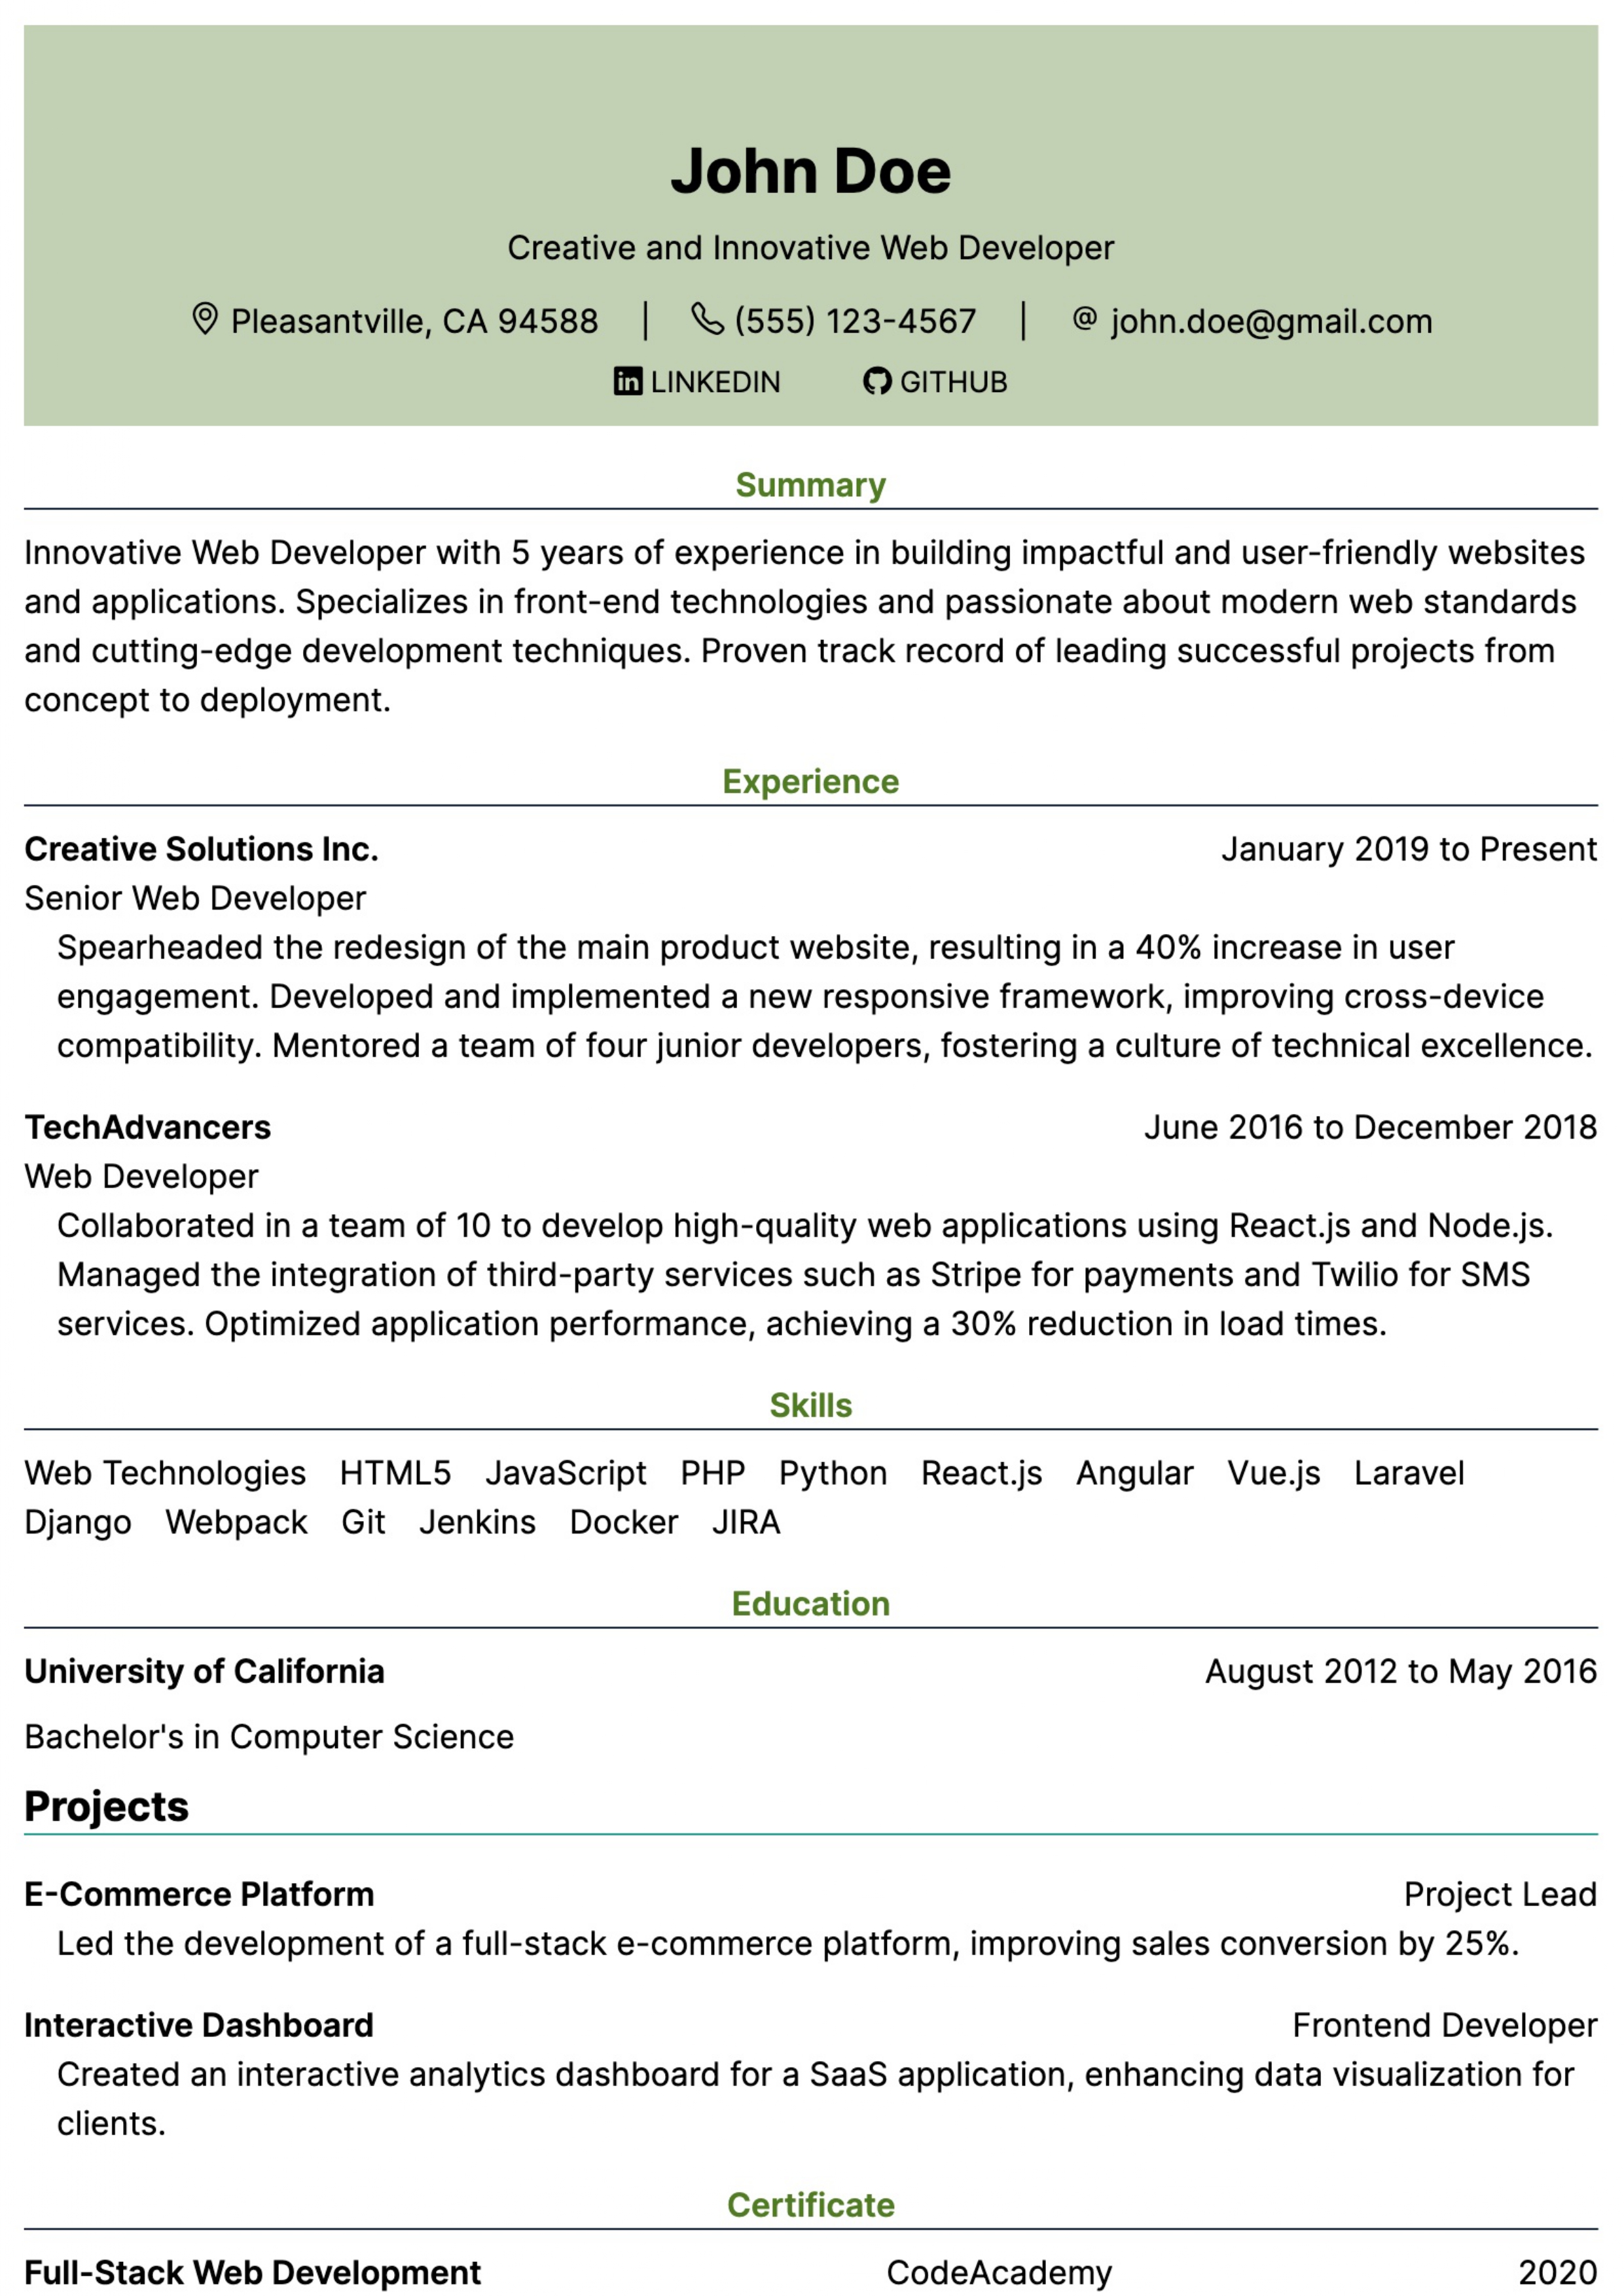 John Doe
Creative and Innovative Web Developer
Pleasantville, CA 94588 | (555) 123-4567 | @ john.doe@gmail.com
in LINKEDIN GITHUB
Summary
Innovative Web Developer with 5 years of experience in building impactful and user-friendly websites
and applications. Specializes in front-end technologies and passionate about modern web standards
and cutting-edge development techniques. Proven track record of leading successful projects from
concept to deployment.
Experience
Creative Solutions Inc. January 2019 to Present
Senior Web Developer
Spearheaded the redesign of the main product website, resulting in a 40% increase in user
engagement. Developed and implemented a new responsive framework, improving cross-device
compatibility. Mentored a team of four junior developers, fostering a culture of technical excellence.
TechAdvancers June 2016 to December 2018
Web Developer
Collaborated in a team of 10 to develop high-quality web applications using React.js and Node.js.
Managed the integration of third-party services such as Stripe for payments and Twilio for SMS
services. Optimized application performance, achieving a 30% reduction in load times.
Skills
Web Technologies HTML5 JavaScript PHP Python React.js Angular Vue.js Laravel
Django Webpack Git Jenkins Docker JIRA
Education
University of California August 2012 to May 2016
Bachelor's in Computer Science
Projects
E-Commerce Platform Project Lead
Led the development of a full-stack e-commerce platform, improving sales conversion by 25%.
Interactive Dashboard Frontend Developer
Created an interactive analytics dashboard for a SaaS application, enhancing data visualization for
clients.
Certificate
Full-Stack Web Development CodeAcademy 2020